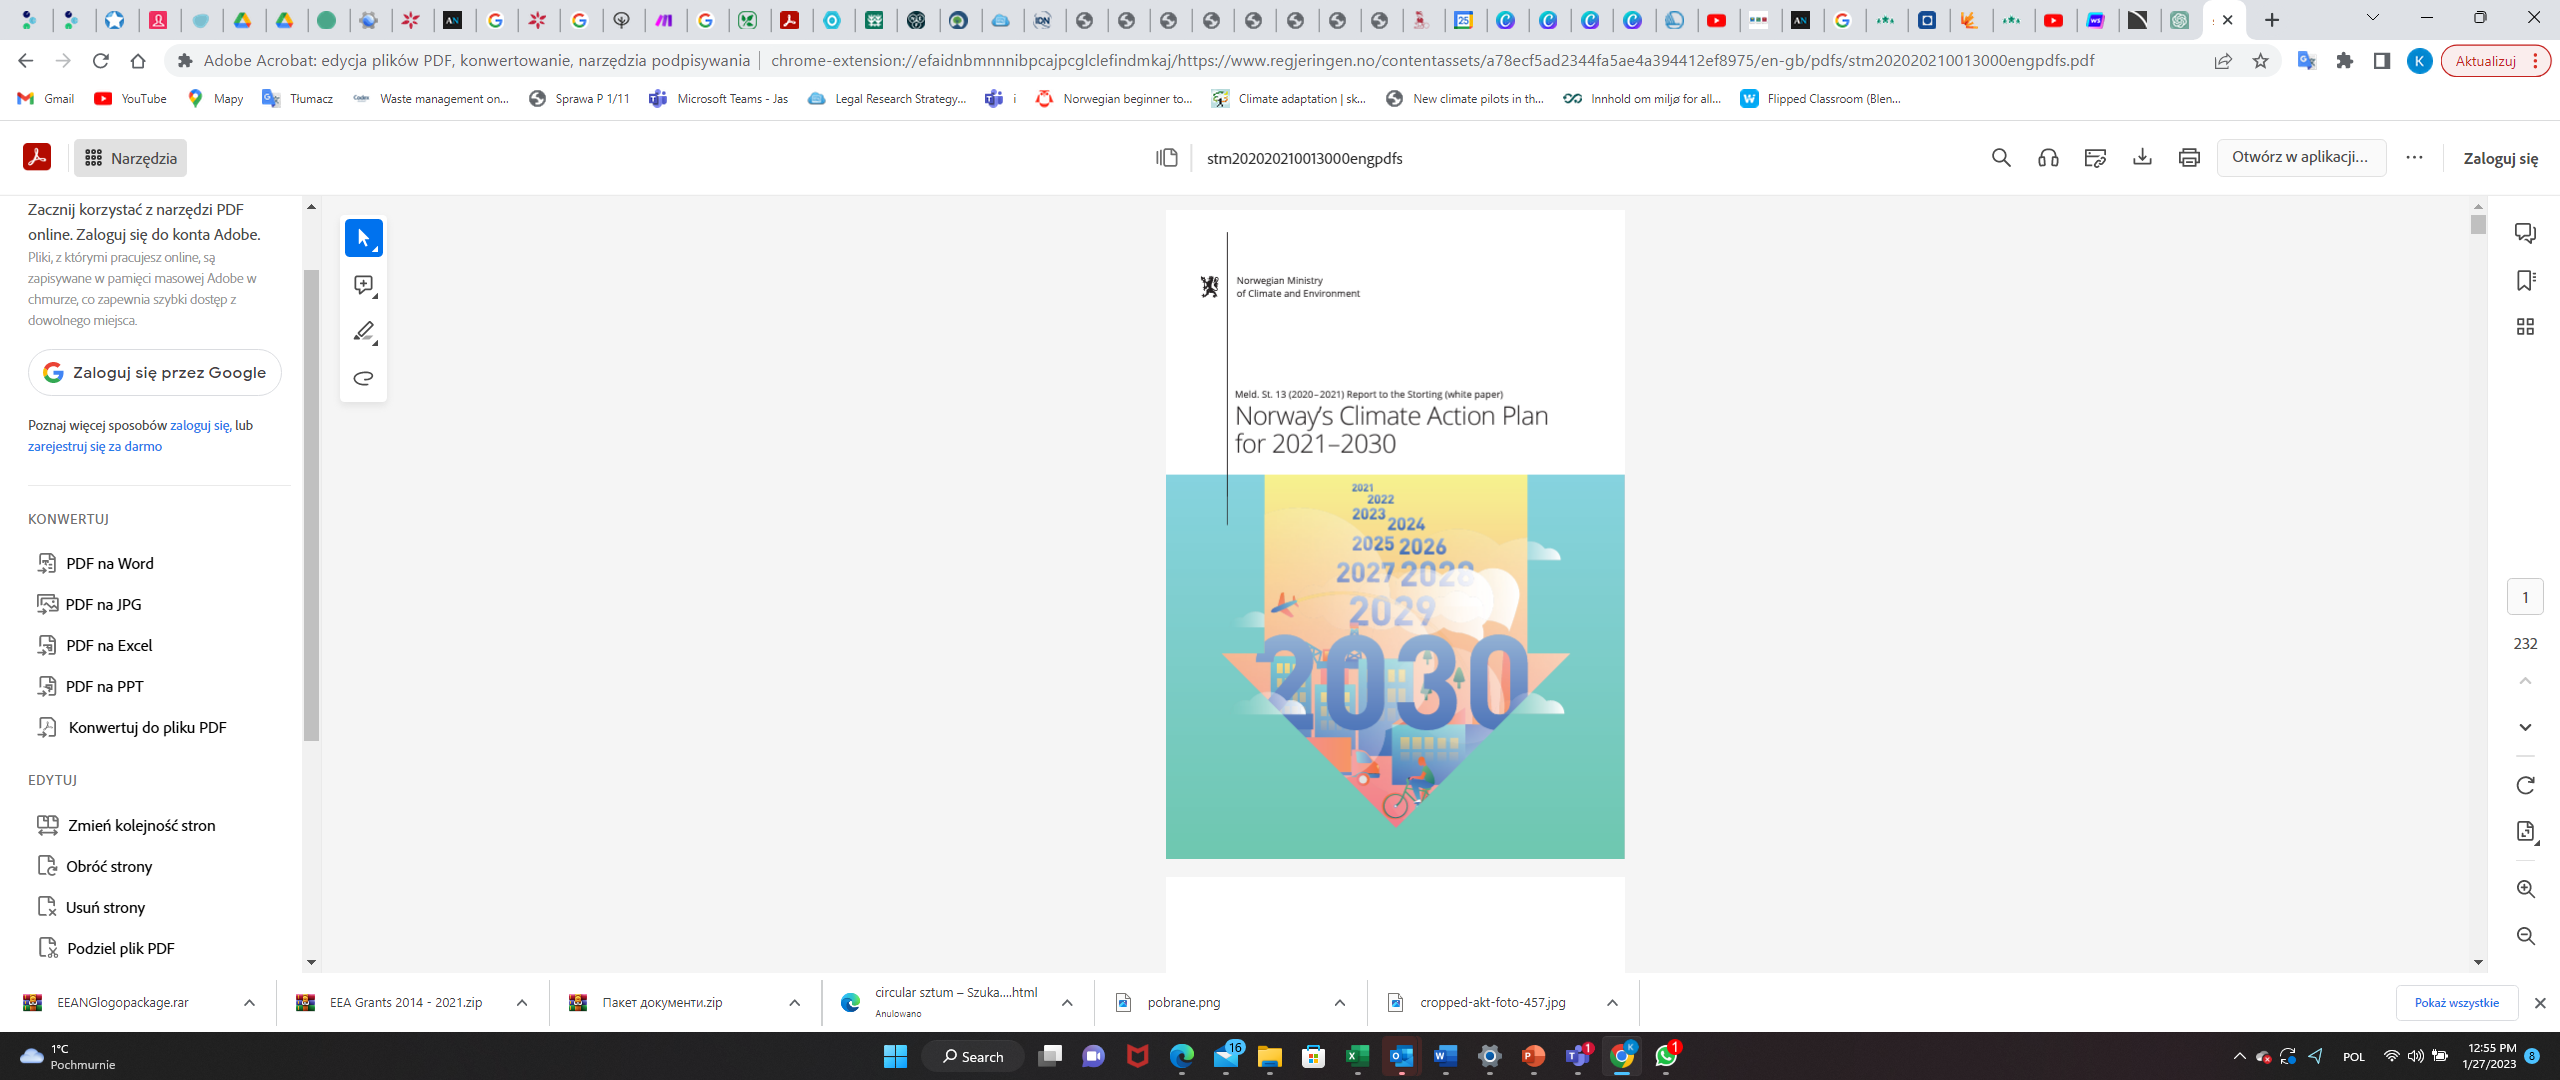 Adobe Acrobat: edycja plików PDF, konwertowanie, narzędzia podpisywania
chrome-extension://efaidnbmnnnibpcajpcglclefindmkaj/https://www.regjeringen.no/contentassets/a78ecf5ad2344fa5ae4a394412ef8975/en-gb/pdfs/stm202020210013000engpdfs.pdf
K
Aktualizuj
Gmail
YouTube
Mapy
Tłumacz
Waste management on...
Sprawa P 1/11
Microsoft Teams - Jas
Legal Research Strategy...
i
Norwegian beginner to...
Climate adaptation | sk...
New climate pilots in th...
Innhold om miljø for all...
Flipped Classroom (Blen...
Narzędzia
stm202020210013000engpdfs
Otwórz w aplikacji...
Zaloguj się
Zacznij korzystać z narzędzi PDF
online. Zaloguj się do konta Adobe.
Pliki, z którymi pracujesz online, są
zapisywane w pamięci masowej Adobe w
chmurze, co zapewnia szybki dostęp z
dowolnego miejsca.
Zaloguj się przez Google
Poznaj więcej sposobów zaloguj się, lub
zarejestruj się za darmo
KONWERTUJ
PDF na Word
PDF na JPG
PDF na Excel
PDF na PPT
Konwertuj do pliku PDF
EDYTUJ
Zmień kolejność stron
Obróć strony
Usuń strony
Podziel plik PDF
Norwegian Ministry
of Climate and Environment
Meld. St. 13 (2020–2021) Report to the Storting (white paper)
Norway's Climate Action Plan
for 2021–2030
2021
2022
2023
2024
2025 2026
2027 2028
2029
2030
1
232
EEANGlogopackage.rar
EEA Grants 2014 - 2021.zip
Пакет документи.zip
circular sztum – Szuka....html
Anulowano
pobrane.png
cropped-akt-foto-457.jpg
Pokaż wszystkie
1°C
Pochmurnie
Search
16
1
K
1
POL
12:55 PM
1/27/2023
8